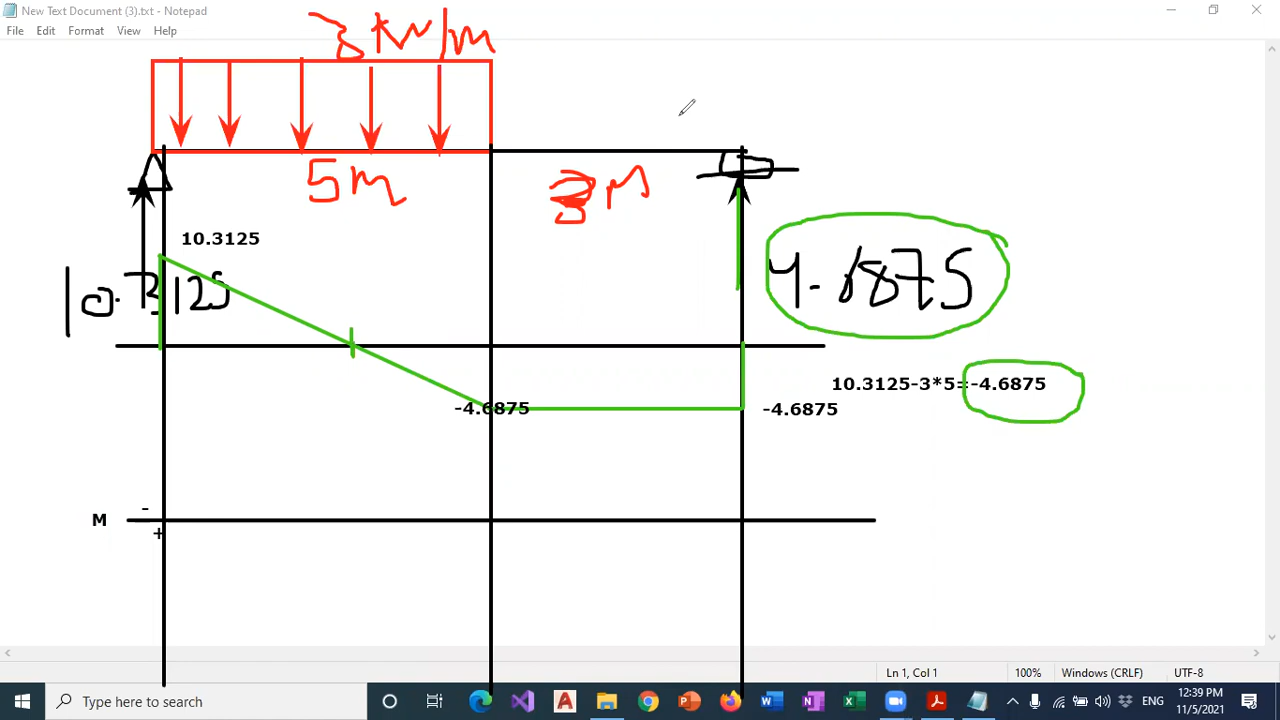 New Text Document (3).txt - Notepad
File Edit Format View Help
3 kN/m
5m
3 M
10.3125
10.3125
4.6875
10.3125-3*5=-4.6875
-4.6875
-4.6875
-
M
+
Ln 1, Col 1 100% Windows (CRLF) UTF-8
Type here to search
ENG
12:39 PM
11/5/2021